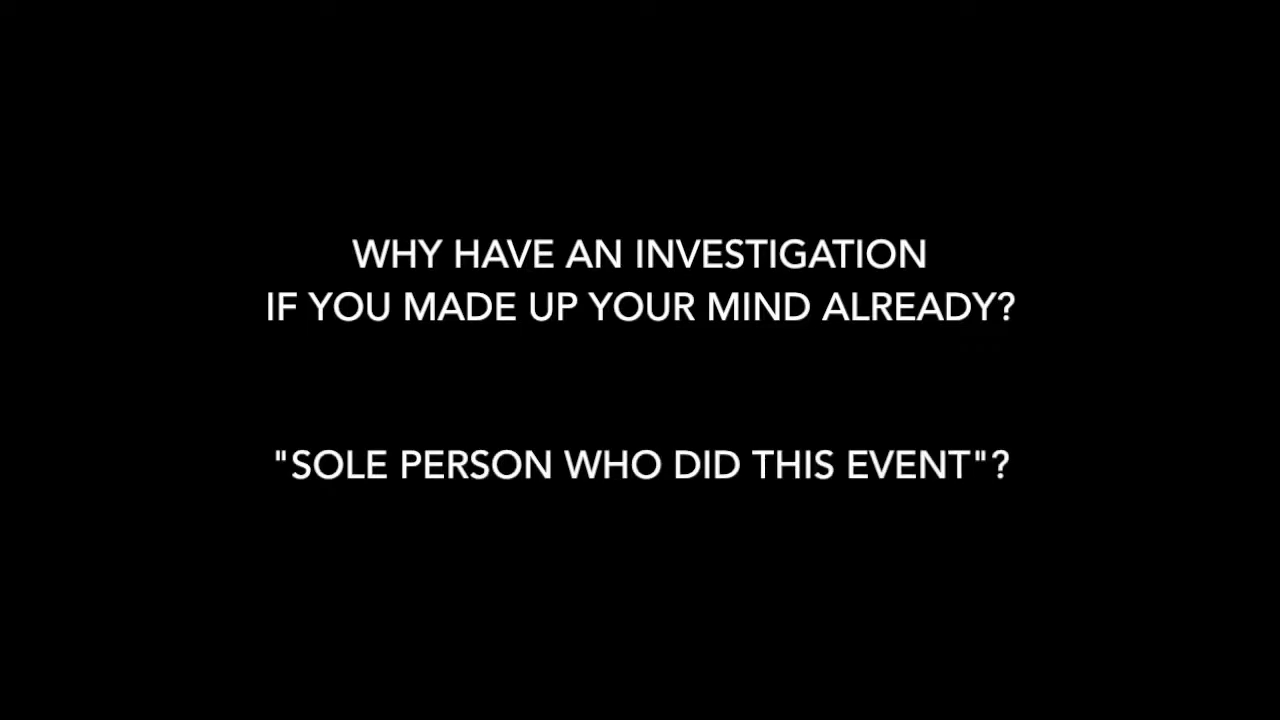 WHY HAVE AN INVESTIGATION
IF YOU MADE UP YOUR MIND ALREADY?
"SOLE PERSON WHO DID THIS EVENT"?